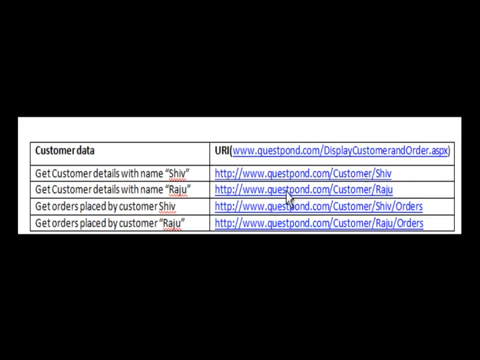 Customer data URI(www.questpond.com/DisplayCustomerandOrder.aspx)
Get Customer details with name “Shiv” http://www.questpond.com/Customer/Shiv
Get Customer details with name “Raju” http://www.questpond.com/Customer/Raju
Get orders placed by customer Shiv http://www.questpond.com/Customer/Shiv/Orders
Get orders placed by customer “Raju” http://www.questpond.com/Customer/Raju/Orders